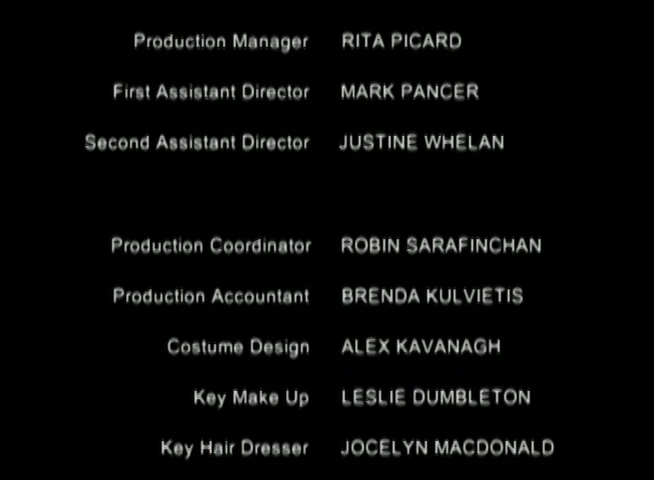 Production Manager RITA PICARD
First Assistant Director MARK PANCER
Second Assistant Director JUSTINE WHELAN
Production Coordinator ROBIN SARAFINCHAN
Production Accountant BRENDA KULVIETIS
Costume Design ALEX KAVANAGH
Key Make Up LESLIE DUMBLETON
Key Hair Dresser JOCELYN MACDONALD